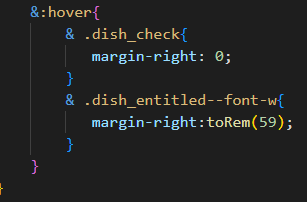 &:hover{
& .dish_check{
margin-right: 0;
}
& .dish_entitled--font-w{
margin-right:toRem(59);
}
}
}